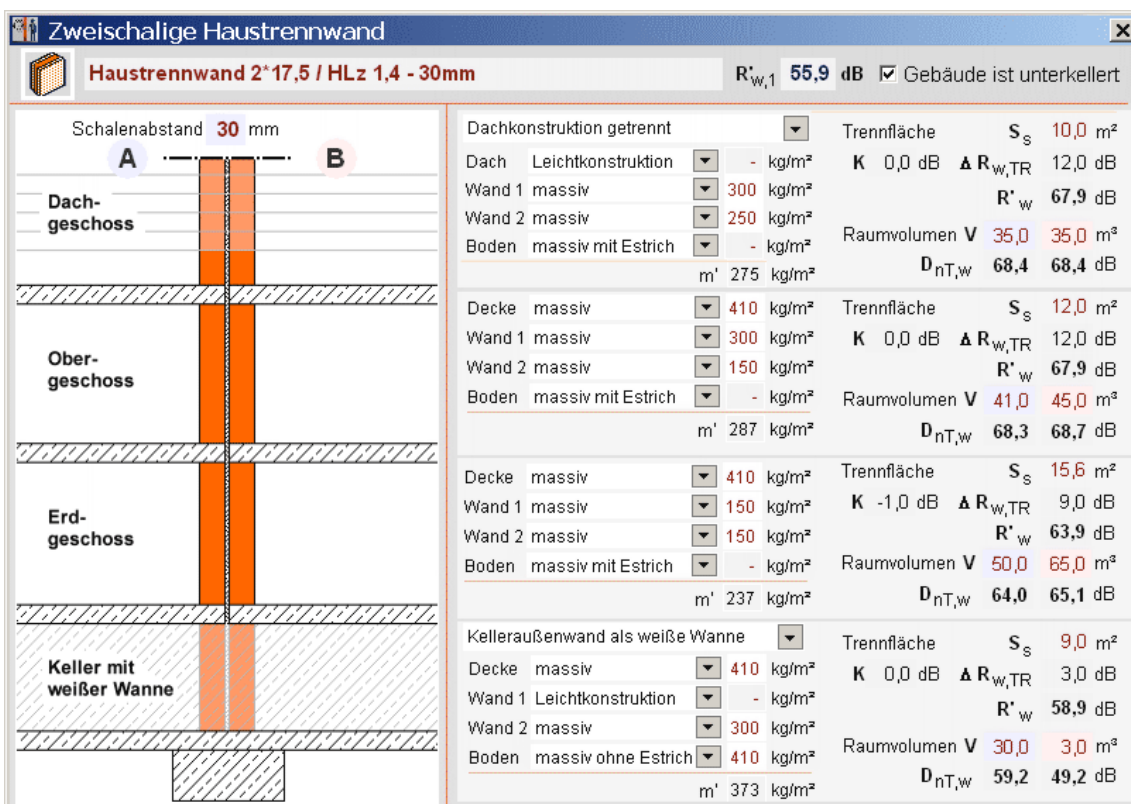 Zweischalige Haustrennwand
Haustrennwand 2*17,5 / HLz 1,4 - 30mm R'w,1 55,9 dB Gebäude ist unterkellert
Schalenabstand 30 mm
A B
Dach-
geschoss
Ober-
geschoss
Erd-
geschoss
Keller mit
weißer Wanne
Dachkonstruktion getrennt Trennfläche Ss 10,0 m²
Dach Leichtkonstruktion - kg/m² K 0,0 dB Δ Rw,TR 12,0 dB
Wand 1 massiv 300 kg/m² R'w 67,9 dB
Wand 2 massiv 250 kg/m²
Boden massiv mit Estrich - kg/m² Raumvolumen V 35,0 35,0 m³
m' 275 kg/m² DnT,w 68,4 68,4 dB
Decke massiv 410 kg/m² Trennfläche Ss 12,0 m²
Wand 1 massiv 300 kg/m² K 0,0 dB Δ Rw,TR 12,0 dB
Wand 2 massiv 150 kg/m² R'w 67,9 dB
Boden massiv mit Estrich - kg/m² Raumvolumen V 41,0 45,0 m³
m' 287 kg/m² DnT,w 68,3 68,7 dB
Decke massiv 410 kg/m² Trennfläche Ss 15,6 m²
Wand 1 massiv 150 kg/m² K -1,0 dB Δ Rw,TR 9,0 dB
Wand 2 massiv 150 kg/m² R'w 63,9 dB
Boden massiv mit Estrich - kg/m² Raumvolumen V 50,0 65,0 m³
m' 237 kg/m² DnT,w 64,0 65,1 dB
Kelleraußenwand als weiße Wanne Trennfläche Ss 9,0 m²
Decke massiv 410 kg/m² K 0,0 dB Δ Rw,TR 3,0 dB
Wand 1 Leichtkonstruktion - kg/m² R'w 58,9 dB
Wand 2 massiv 300 kg/m²
Boden massiv ohne Estrich 410 kg/m² Raumvolumen V 30,0 3,0 m³
m' 373 kg/m² DnT,w 59,2 49,2 dB